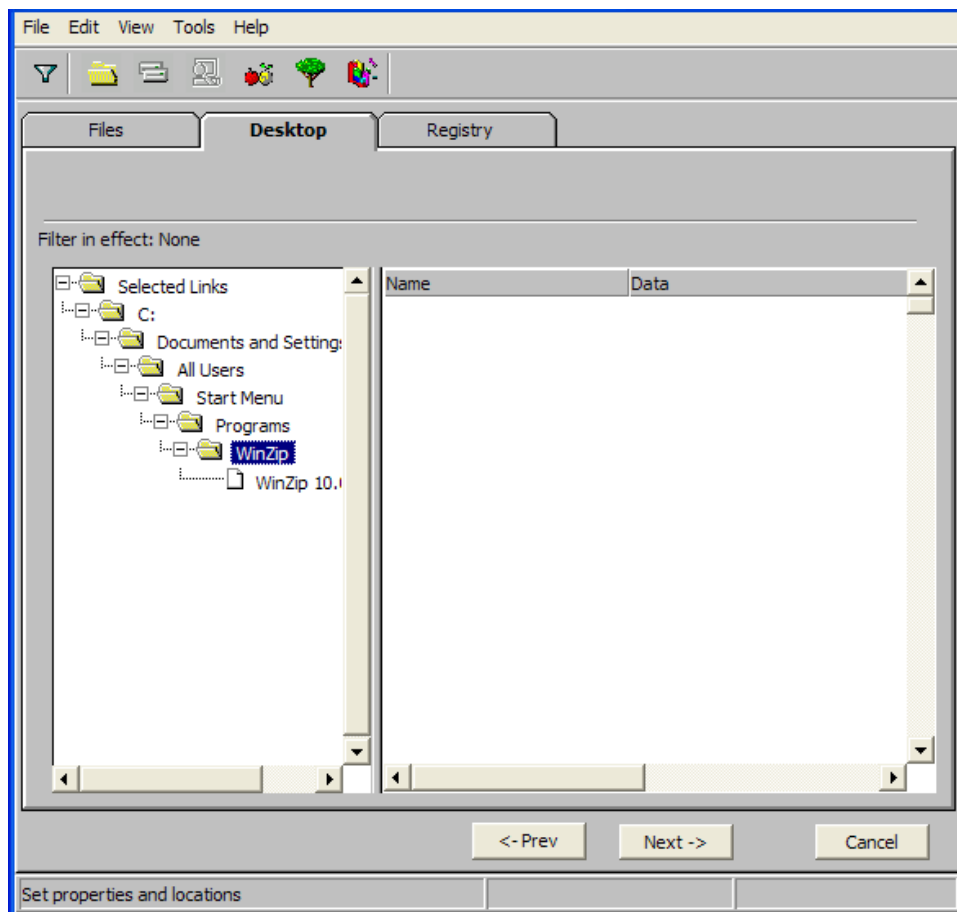 File Edit View Tools Help
Files Desktop Registry
Filter in effect: None
Selected Links
C:
Documents and Setting
All Users
Start Menu
Programs
WinZip
WinZip 10.
Name Data
<- Prev Next -> Cancel
Set properties and locations